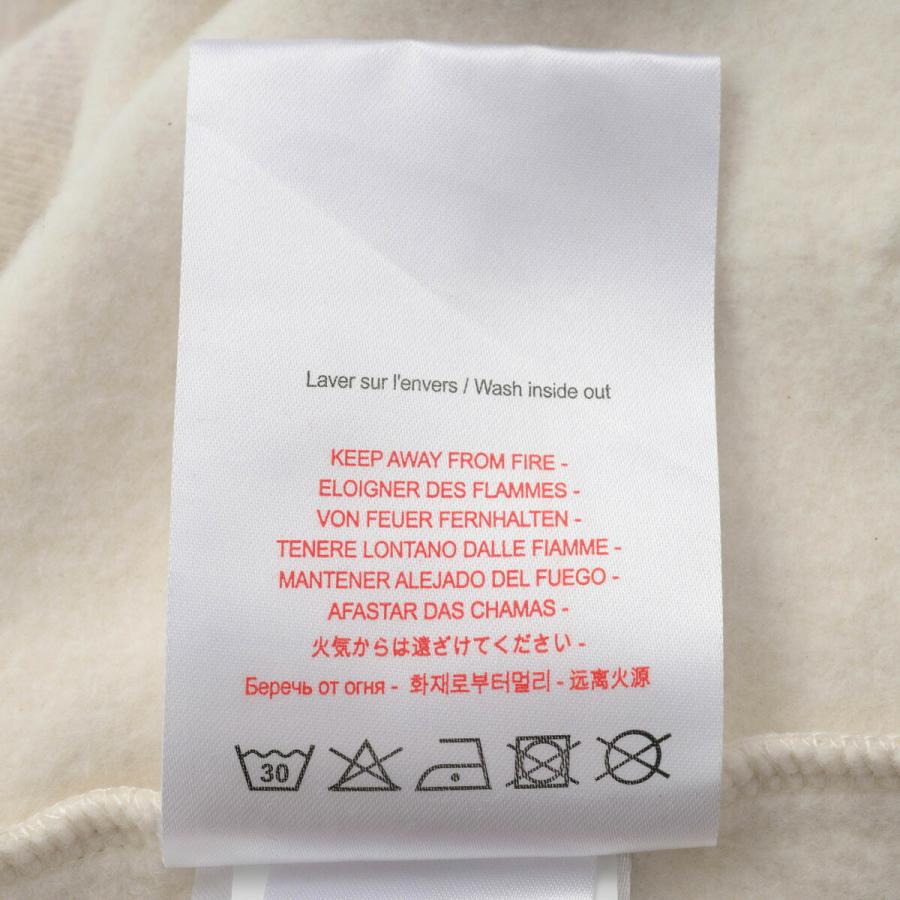 Laver sur l'envers / Wash inside out
KEEP AWAY FROM FIRE -
ELOIGNER DES FLAMMES -
VON FEUER FERNHALTEN -
TENERE LONTANO DALLE FIAMME -
MANTENER ALEJADO DEL FUEGO -
AFASTAR DAS CHAMAS -
火気からは遠ざけてください -
Беречь от огня - 화재로부터멀리 - 远离火源
30